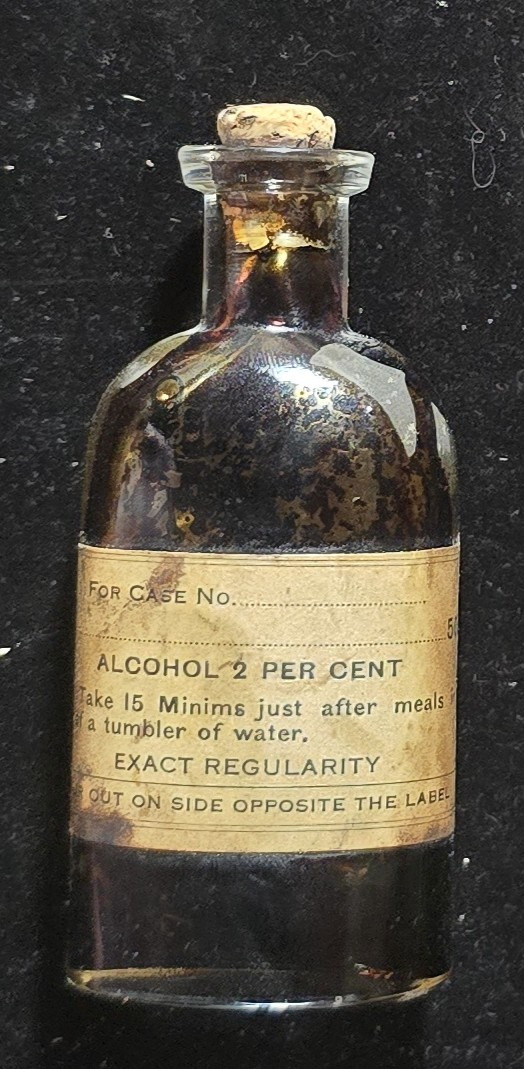 For Case No.
ALCOHOL 2 PER CENT
Take 15 Minims just after meals
a tumbler of water.
EXACT REGULARITY
OUT ON SIDE OPPOSITE THE LABEL